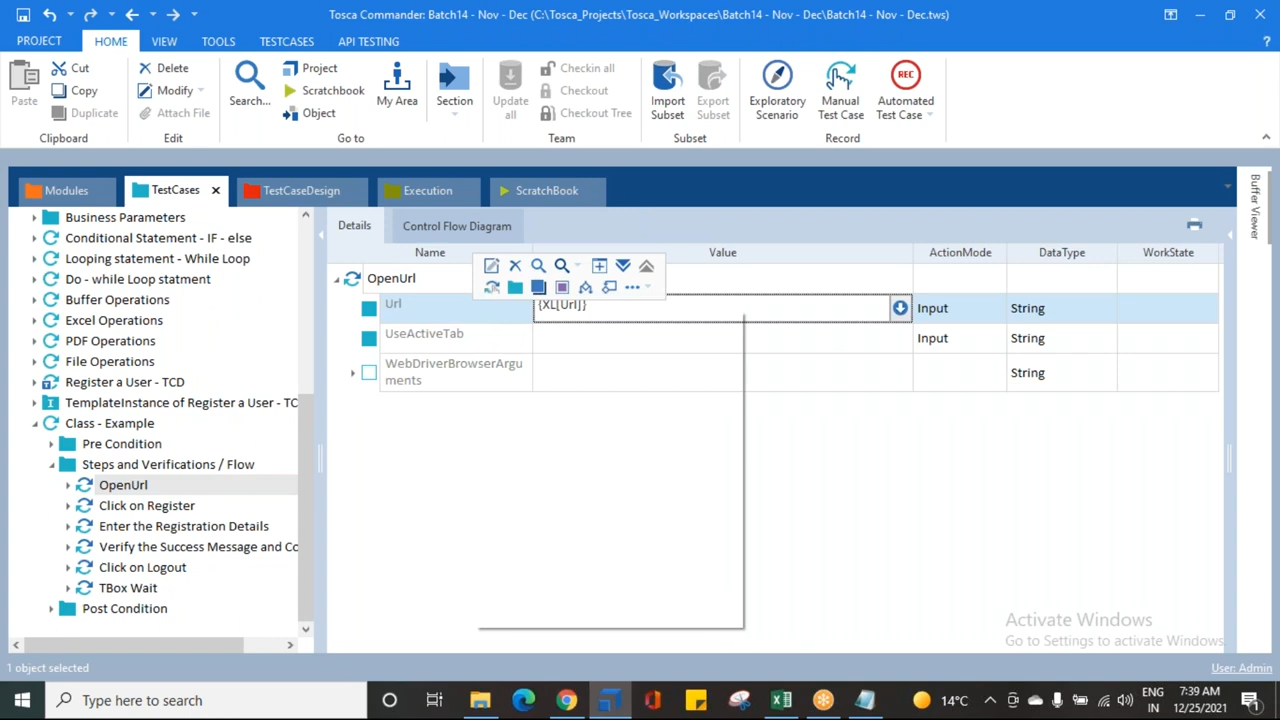 Tosca Commander: Batch14 - Nov - Dec (C:\Tosca_Projects\Tosca_Workspaces\Batch14 - Nov - Dec\Batch14 - Nov - Dec.tws)
PROJECT HOME VIEW TOOLS TESTCASES API TESTING ?
Paste
Cut
Copy
Duplicate
Clipboard
Delete
Modify
Attach File
Edit
Search...
Project
Scratchbook
Object
My Area
Section
Go to
Update all
Checkin all
Checkout
Checkout Tree
Team
Import Subset
Export Subset
Subset
Exploratory Scenario
Manual Test Case
REC
Automated Test Case
Record
Modules TestCases TestCaseDesign Execution ScratchBook
Buffer Viewer
Business Parameters
Conditional Statement - IF - else
Looping statement - While Loop
Do - while Loop statment
Buffer Operations
Excel Operations
PDF Operations
File Operations
Register a User - TCD
TemplateInstance of Register a User - TC
Class - Example
Pre Condition
Steps and Verifications / Flow
OpenUrl
Click on Register
Enter the Registration Details
Verify the Success Message and Co
Click on Logout
TBox Wait
Post Condition
Details Control Flow Diagram
Name Value ActionMode DataType WorkState
OpenUrl
Url {XL[Url]} Input String
UseActiveTab Input String
WebDriverBrowserArgu
ments String
Activate Windows
Go to Settings to activate Windows.
1 object selected
User: Admin
Type here to search
14°C
ENG
IN
7:39 AM
12/25/2021
1